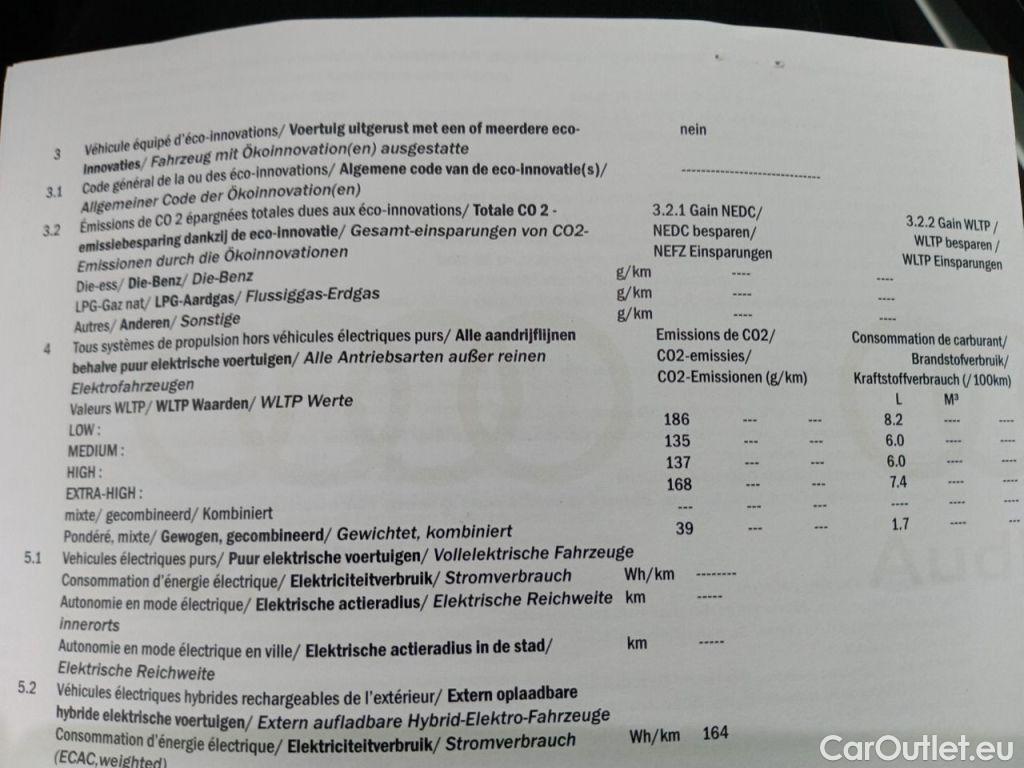 3 Véhicule équipé d'éco-innovations/ Voertuig uitgerust met een of meerdere eco- nein
innovaties/ Fahrzeug mit Ökoinnovation(en) ausgestatte
3.1 Code général de la ou des éco-innovations/ Algemene code van de eco-innovatie(s)/ ------------------------------
Allgemeiner Code der Ökoinnovation(en)
3.2 Émissions de CO 2 épargnées totales dues aux éco-innovations/ Totale CO 2 - 3.2.1 Gain NEDC/ 3.2.2 Gain WLTP /
emissiebesparing dankzij de eco-innovatie/ Gesamt-einsparungen von CO2- NEDC besparen/ WLTP besparen /
Emissionen durch die Ökoinnovationen NEFZ Einsparungen WLTP Einsparungen
Die-ess/ Die-Benz/ Die-Benz g/km ---- ----
LPG-Gaz nat/ LPG-Aardgas/ Flussiggas-Erdgas g/km ---- ----
Autres/ Anderen/ Sonstige g/km ---- ----
4 Tous systèmes de propulsion hors véhicules électriques purs/ Alle aandrijflijnen Emissions de CO2/ Consommation de carburant/
behalve puur elektrische voertuigen/ Alle Antriebsarten außer reinen CO2-emissies/ Brandstofverbruik/
Elektrofahrzeugen CO2-Emissionen (g/km) Kraftstoffverbrauch (/100km)
Valeurs WLTP/ WLTP Waarden/ WLTP Werte L M³
LOW : 186 --- --- 8.2 ---- ----
MEDIUM : 135 --- --- 6.0 ---- ----
HIGH : 137 --- --- 6.0 ---- ----
EXTRA-HIGH : 168 --- --- 7.4 ---- ----
mixte/ gecombineerd/ Kombiniert --- --- --- ---- ---- ----
Pondéré, mixte/ Gewogen, gecombineerd/ Gewichtet, kombiniert 39 --- --- 1.7 ---- ---
5.1 Vehicules électriques purs/ Puur elektrische voertuigen/ Vollelektrische Fahrzeuge
Consommation d'énergie électrique/ Elektriciteitverbruik/ Stromverbrauch Wh/km --------
Autonomie en mode électrique/ Elektrische actieradius/ Elektrische Reichweite km -----
innerorts
Autonomie en mode électrique en ville/ Elektrische actieradius in de stad/ km -----
Elektrische Reichweite
5.2 Véhicules électriques hybrides rechargeables de l'extérieur/ Extern oplaadbare
hybride elektrische voertuigen/ Extern aufladbare Hybrid-Elektro-Fahrzeuge
Consommation d'énergie électrique/ Elektriciteitverbruik/ Stromverbrauch Wh/km 164
(ECAC,weighted)
CarOutlet.eu